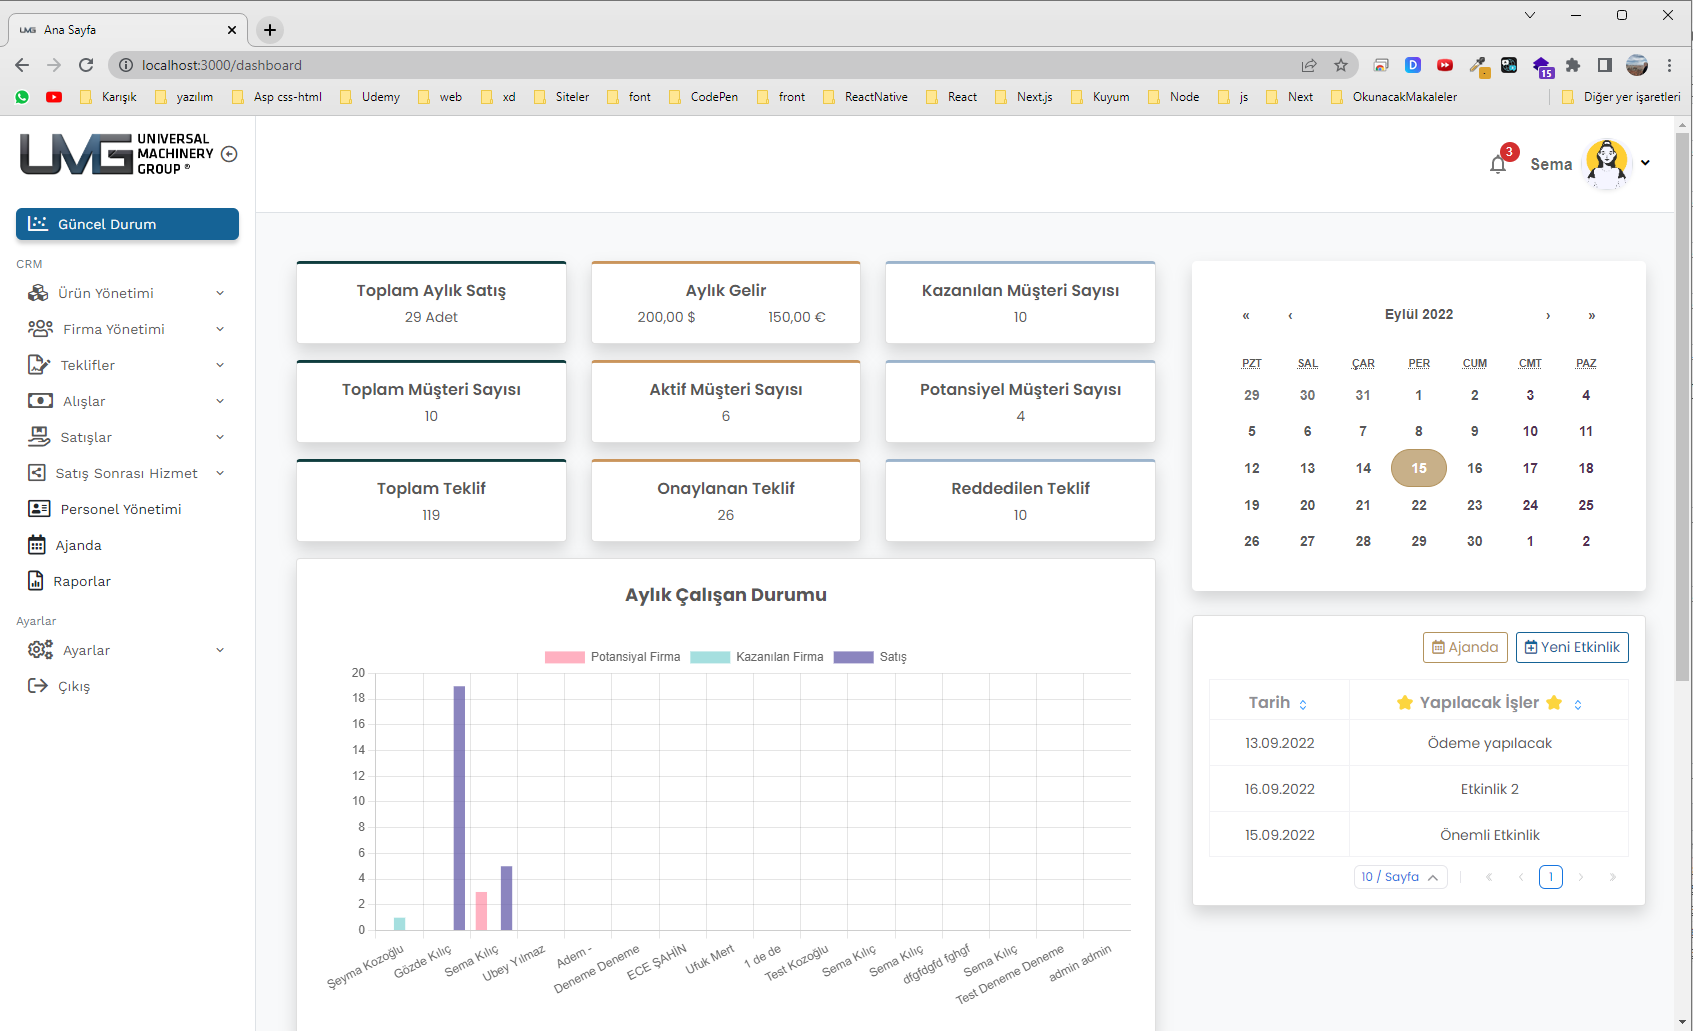 Ana Sayfa
localhost:3000/dashboard
15
Karışık
yazılım
Asp css-html
Udemy
web
xd
Siteler
font
CodePen
front
ReactNative
React
Next.js
Kuyum
Node
js
Next
OkunacakMakaleler
Diğer yer işaretleri
UMG UNIVERSAL
MACHINERY
GROUP ®
3
Sema
Güncel Durum
CRM
Ürün Yönetimi
Firma Yönetimi
Teklifler
Alışlar
Satışlar
Satış Sonrası Hizmet
Personel Yönetimi
Ajanda
Raporlar
Ayarlar
Ayarlar
Çıkış
Toplam Aylık Satış
29 Adet
Aylık Gelir
200,00 $ 150,00 €
Kazanılan Müşteri Sayısı
10
Toplam Müşteri Sayısı
10
Aktif Müşteri Sayısı
6
Potansiyel Müşteri Sayısı
4
Toplam Teklif
119
Onaylanan Teklif
26
Reddedilen Teklif
10
Aylık Çalışan Durumu
Potansiyal Firma Kazanılan Firma Satış
20
18
16
14
12
10
8
6
4
2
0
Şeyma Kozoğlu
Gözde Kılıç
Sema Kılıç
Ubey Yılmaz
Adem -
Deneme Deneme
ECE ŞAHİN
Ufuk Mert
1 de de
Test Kozoğlu
Sema Kılıç
Sema Kılıç
dfgfdgfd fghgf
Sema Kılıç
Test Deneme Deneme
admin admin
« ‹ Eylül 2022 › »
PZT SAL ÇAR PER CUM CMT PAZ
29 30 31 1 2 3 4
5 6 7 8 9 10 11
12 13 14 15 16 17 18
19 20 21 22 23 24 25
26 27 28 29 30 1 2
Ajanda
Yeni Etkinlik
Tarih Yapılacak İşler
13.09.2022 Ödeme yapılacak
16.09.2022 Etkinlik 2
15.09.2022 Önemli Etkinlik
10 / Sayfa « ‹ 1 › »